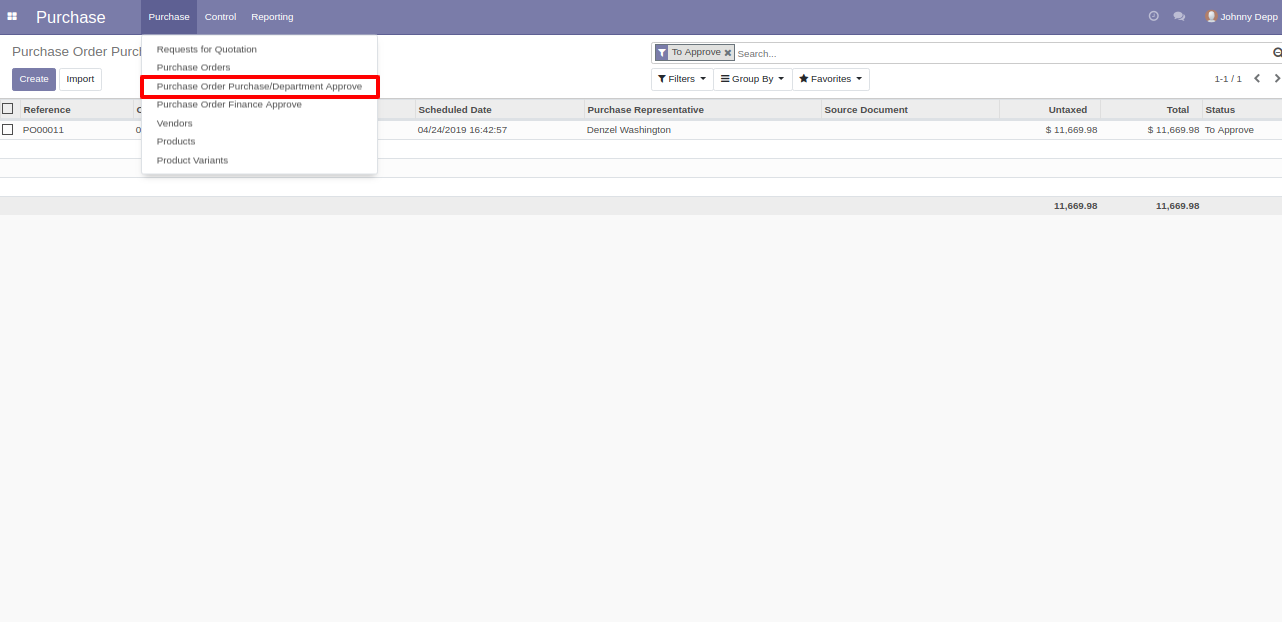 Purchase Purchase Control Reporting Johnny Depp
Purchase Order Purch
To Approve Search...
Create Import
Filters Group By Favorites 1-1 / 1
Requests for Quotation
Purchase Orders
Purchase Order Purchase/Department Approve
Purchase Order Finance Approve
Vendors
Products
Product Variants
Reference Scheduled Date Purchase Representative Source Document Untaxed Total Status
PO00011 0 04/24/2019 16:42:57 Denzel Washington $ 11,669.98 $ 11,669.98 To Approve
11,669.98 11,669.98